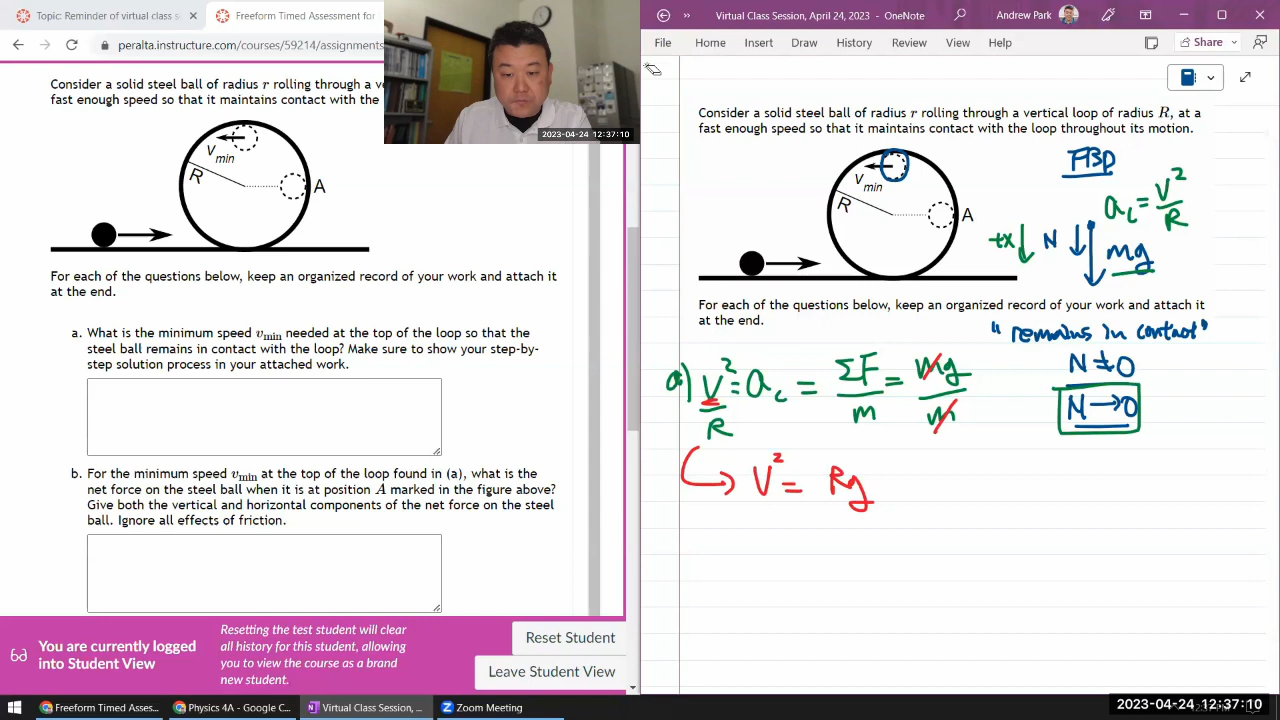 Topic: Reminder of virtual class s
Freeform Timed Assessment for
peralta.instructure.com/courses/59214/assignments
Consider a solid steel ball of radius r rolling through a ve
fast enough speed so that it maintains contact with the
Vmin
R
A
For each of the questions below, keep an organized record of your work and attach it
at the end.
a. What is the minimum speed vmin needed at the top of the loop so that the
steel ball remains in contact with the loop? Make sure to show your step-by-
step solution process in your attached work.
b. For the minimum speed vmin at the top of the loop found in (a), what is the
net force on the steel ball when it is at position A marked in the figure above?
Give both the vertical and horizontal components of the net force on the steel
ball. Ignore all effects of friction.
You are currently logged
into Student View
Resetting the test student will clear
all history for this student, allowing
you to view the course as a brand
new student.
Reset Student
Leave Student View
2023-04-24 12:37:10
Virtual Class Session, April 24, 2023 - OneNote
Andrew Park
File Home Insert Draw History Review View Help
Share
Consider a solid steel ball of radius r rolling through a vertical loop of radius R, at a
fast enough speed so that it maintains contact with the loop throughout its motion.
Vmin
R
A
FBD
ac = V²/R
+x N mg
For each of the questions below, keep an organized record of your work and attach it
at the end.
"remains in contact"
N ≠ 0
N → 0
a) V²/R = ac = ΣF/m = mg/m
V² = Rg
Freeform Timed Asses...
Physics 4A - Google C...
Virtual Class Session, ...
Zoom Meeting
2023-04-24 12:37:10